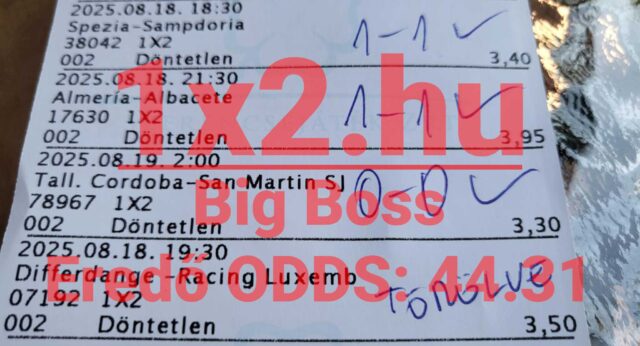 2025.08.18. 18:30
Spezia-Sampdoria
38042 1X2
1-1 ✓
002 Döntetlen 3,40
2025.08.18. 21:30
Almería-Albacete
17630 1X2
1-1 ✓
002 Döntetlen 3,95
2025.08.19. 2:00
Tall. Cordoba-San Martin SJ
78967 1X2
0-0 ✓
002 Döntetlen 3,30
2025.08.18. 19:30
Differdange -Racing Luxemb
07192 1X2
TÖRÖLVE
002 Döntetlen 3,50
1x2.hu
Big Boss
Eredő ODDS: 44.31